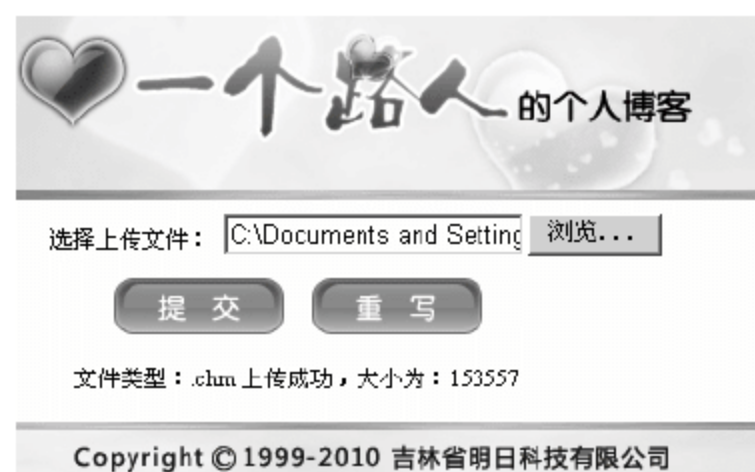 一个路人的个人博客
选择上传文件： C:\Documents and Setting 浏览...
提 交 重 写
文件类型：.chm 上传成功，大小为：153557
Copyright © 1999-2010 吉林省明日科技有限公司